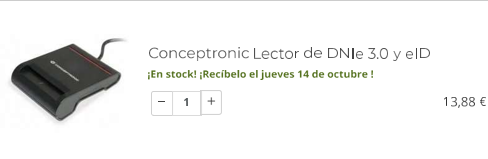 Conceptronic Lector de DNIe 3.0 y eID
¡En stock! ¡Recíbelo el jueves 14 de octubre !
− 1 +
13,88 €